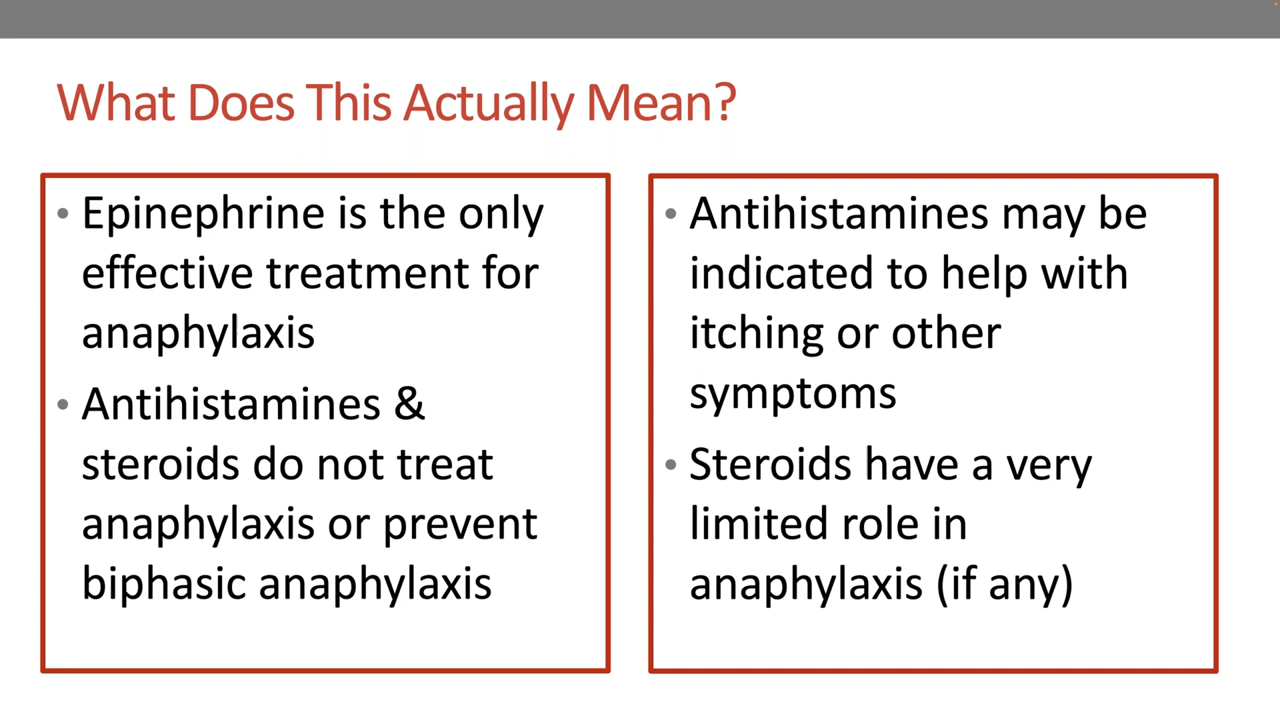 What Does This Actually Mean?
• Epinephrine is the only
effective treatment for
anaphylaxis
• Antihistamines &
steroids do not treat
anaphylaxis or prevent
biphasic anaphylaxis
• Antihistamines may be
indicated to help with
itching or other
symptoms
• Steroids have a very
limited role in
anaphylaxis (if any)